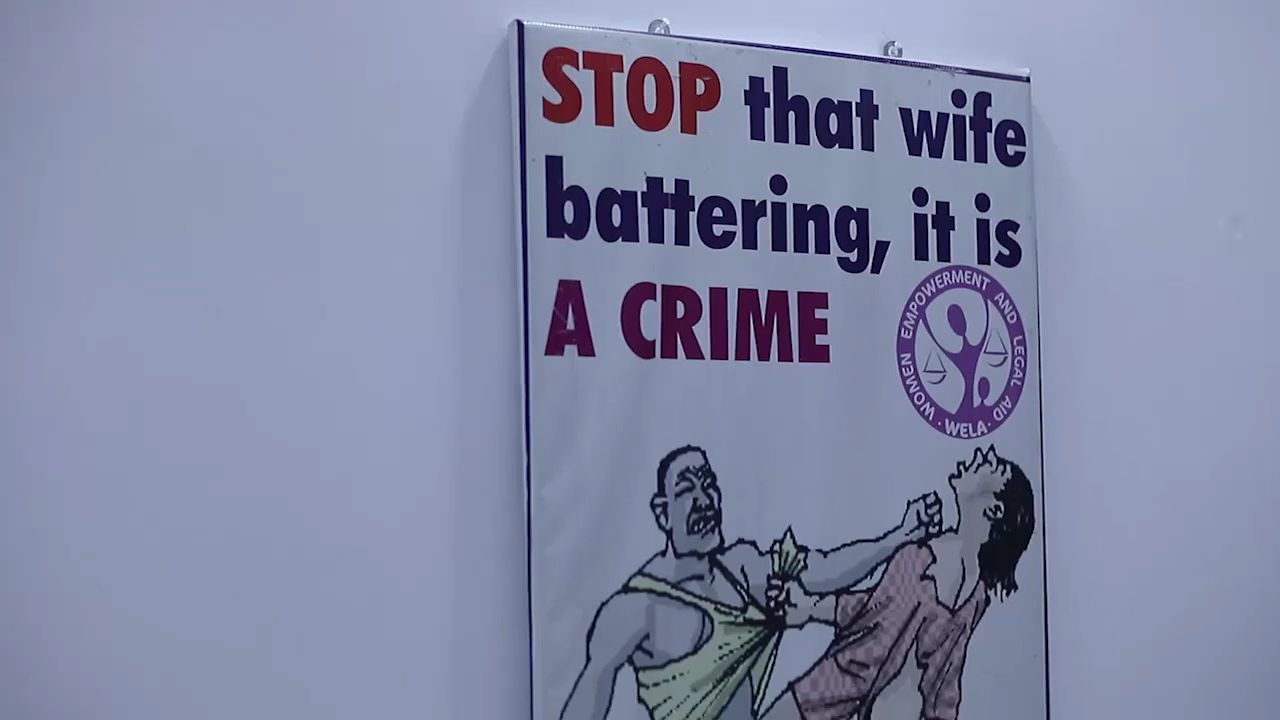 STOP that wife
battering, it is
A CRIME
WOMEN EMPOWERMENT AND LEGAL AID
· WELA ·